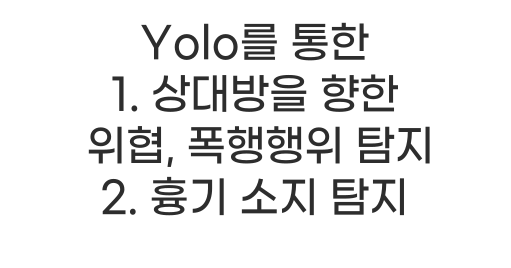 Yolo를 통한
1. 상대방을 향한
위협, 폭행행위 탐지
2. 흉기 소지 탐지